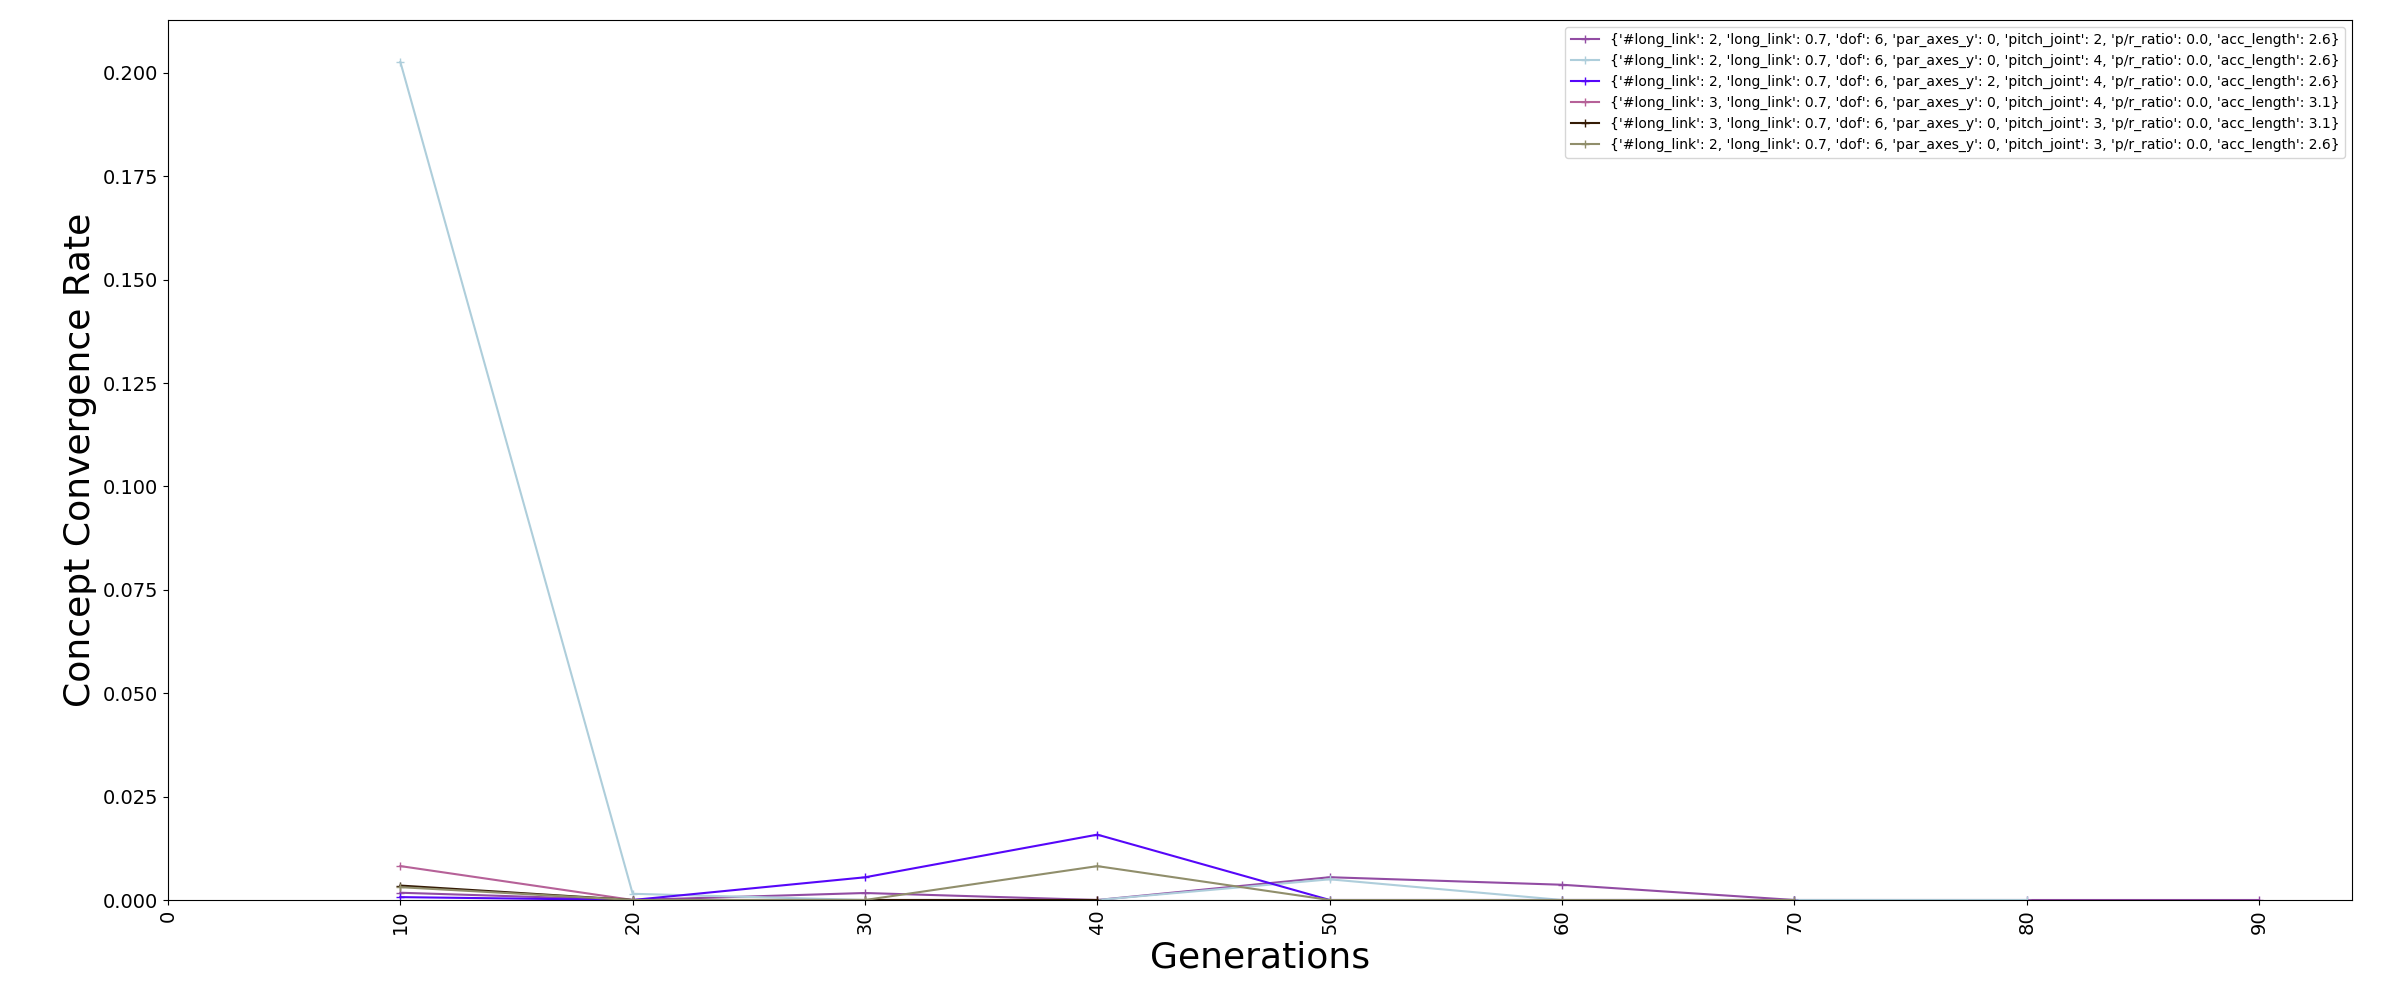 {'#long_link': 2, 'long_link': 0.7, 'dof': 6, 'par_axes_y': 0, 'pitch_joint': 2, 'p/r_ratio': 0.0, 'acc_length': 2.6}
{'#long_link': 2, 'long_link': 0.7, 'dof': 6, 'par_axes_y': 0, 'pitch_joint': 4, 'p/r_ratio': 0.0, 'acc_length': 2.6}
{'#long_link': 2, 'long_link': 0.7, 'dof': 6, 'par_axes_y': 2, 'pitch_joint': 4, 'p/r_ratio': 0.0, 'acc_length': 2.6}
{'#long_link': 3, 'long_link': 0.7, 'dof': 6, 'par_axes_y': 0, 'pitch_joint': 4, 'p/r_ratio': 0.0, 'acc_length': 3.1}
{'#long_link': 3, 'long_link': 0.7, 'dof': 6, 'par_axes_y': 0, 'pitch_joint': 3, 'p/r_ratio': 0.0, 'acc_length': 3.1}
{'#long_link': 2, 'long_link': 0.7, 'dof': 6, 'par_axes_y': 0, 'pitch_joint': 3, 'p/r_ratio': 0.0, 'acc_length': 2.6}
Concept Convergence Rate
0.200
0.175
0.150
0.125
0.100
0.075
0.050
0.025
0.000
0 10 20 30 40 50 60 70 80 90
Generations